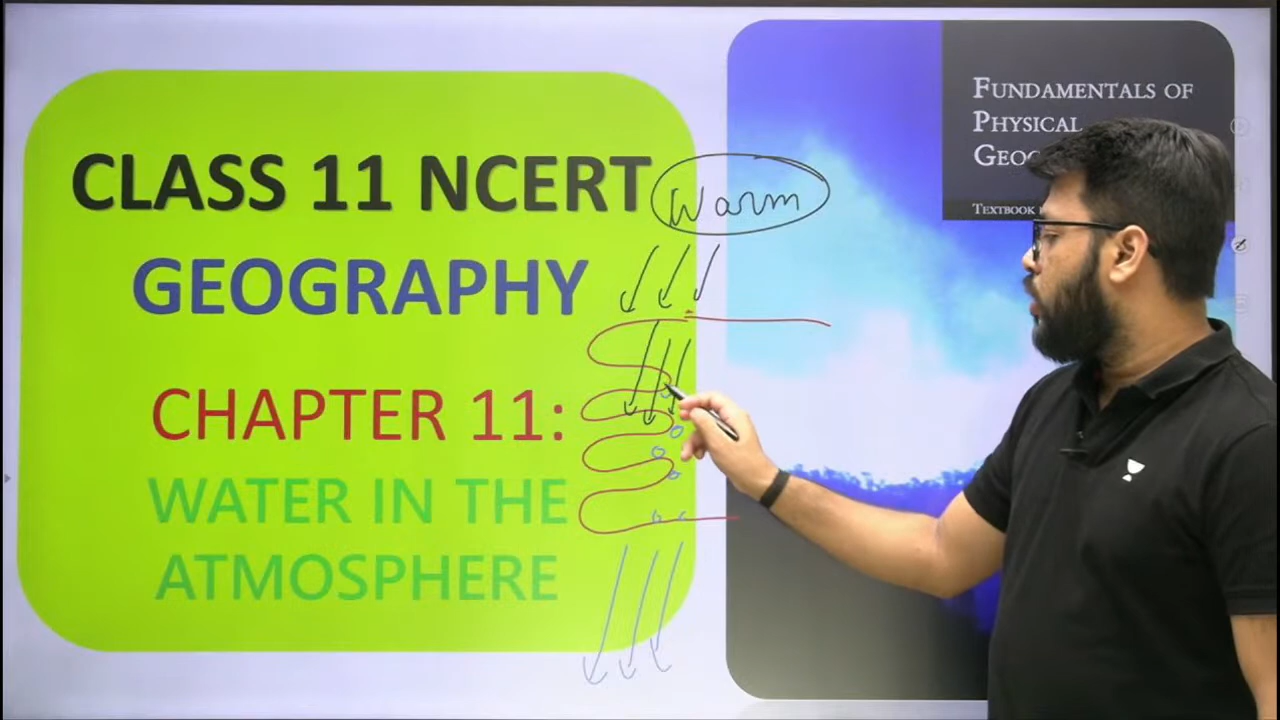 CLASS 11 NCERT
GEOGRAPHY
CHAPTER 11:
WATER IN THE
ATMOSPHERE
Warm
FUNDAMENTALS OF
PHYSICAL
TEXTBOOK